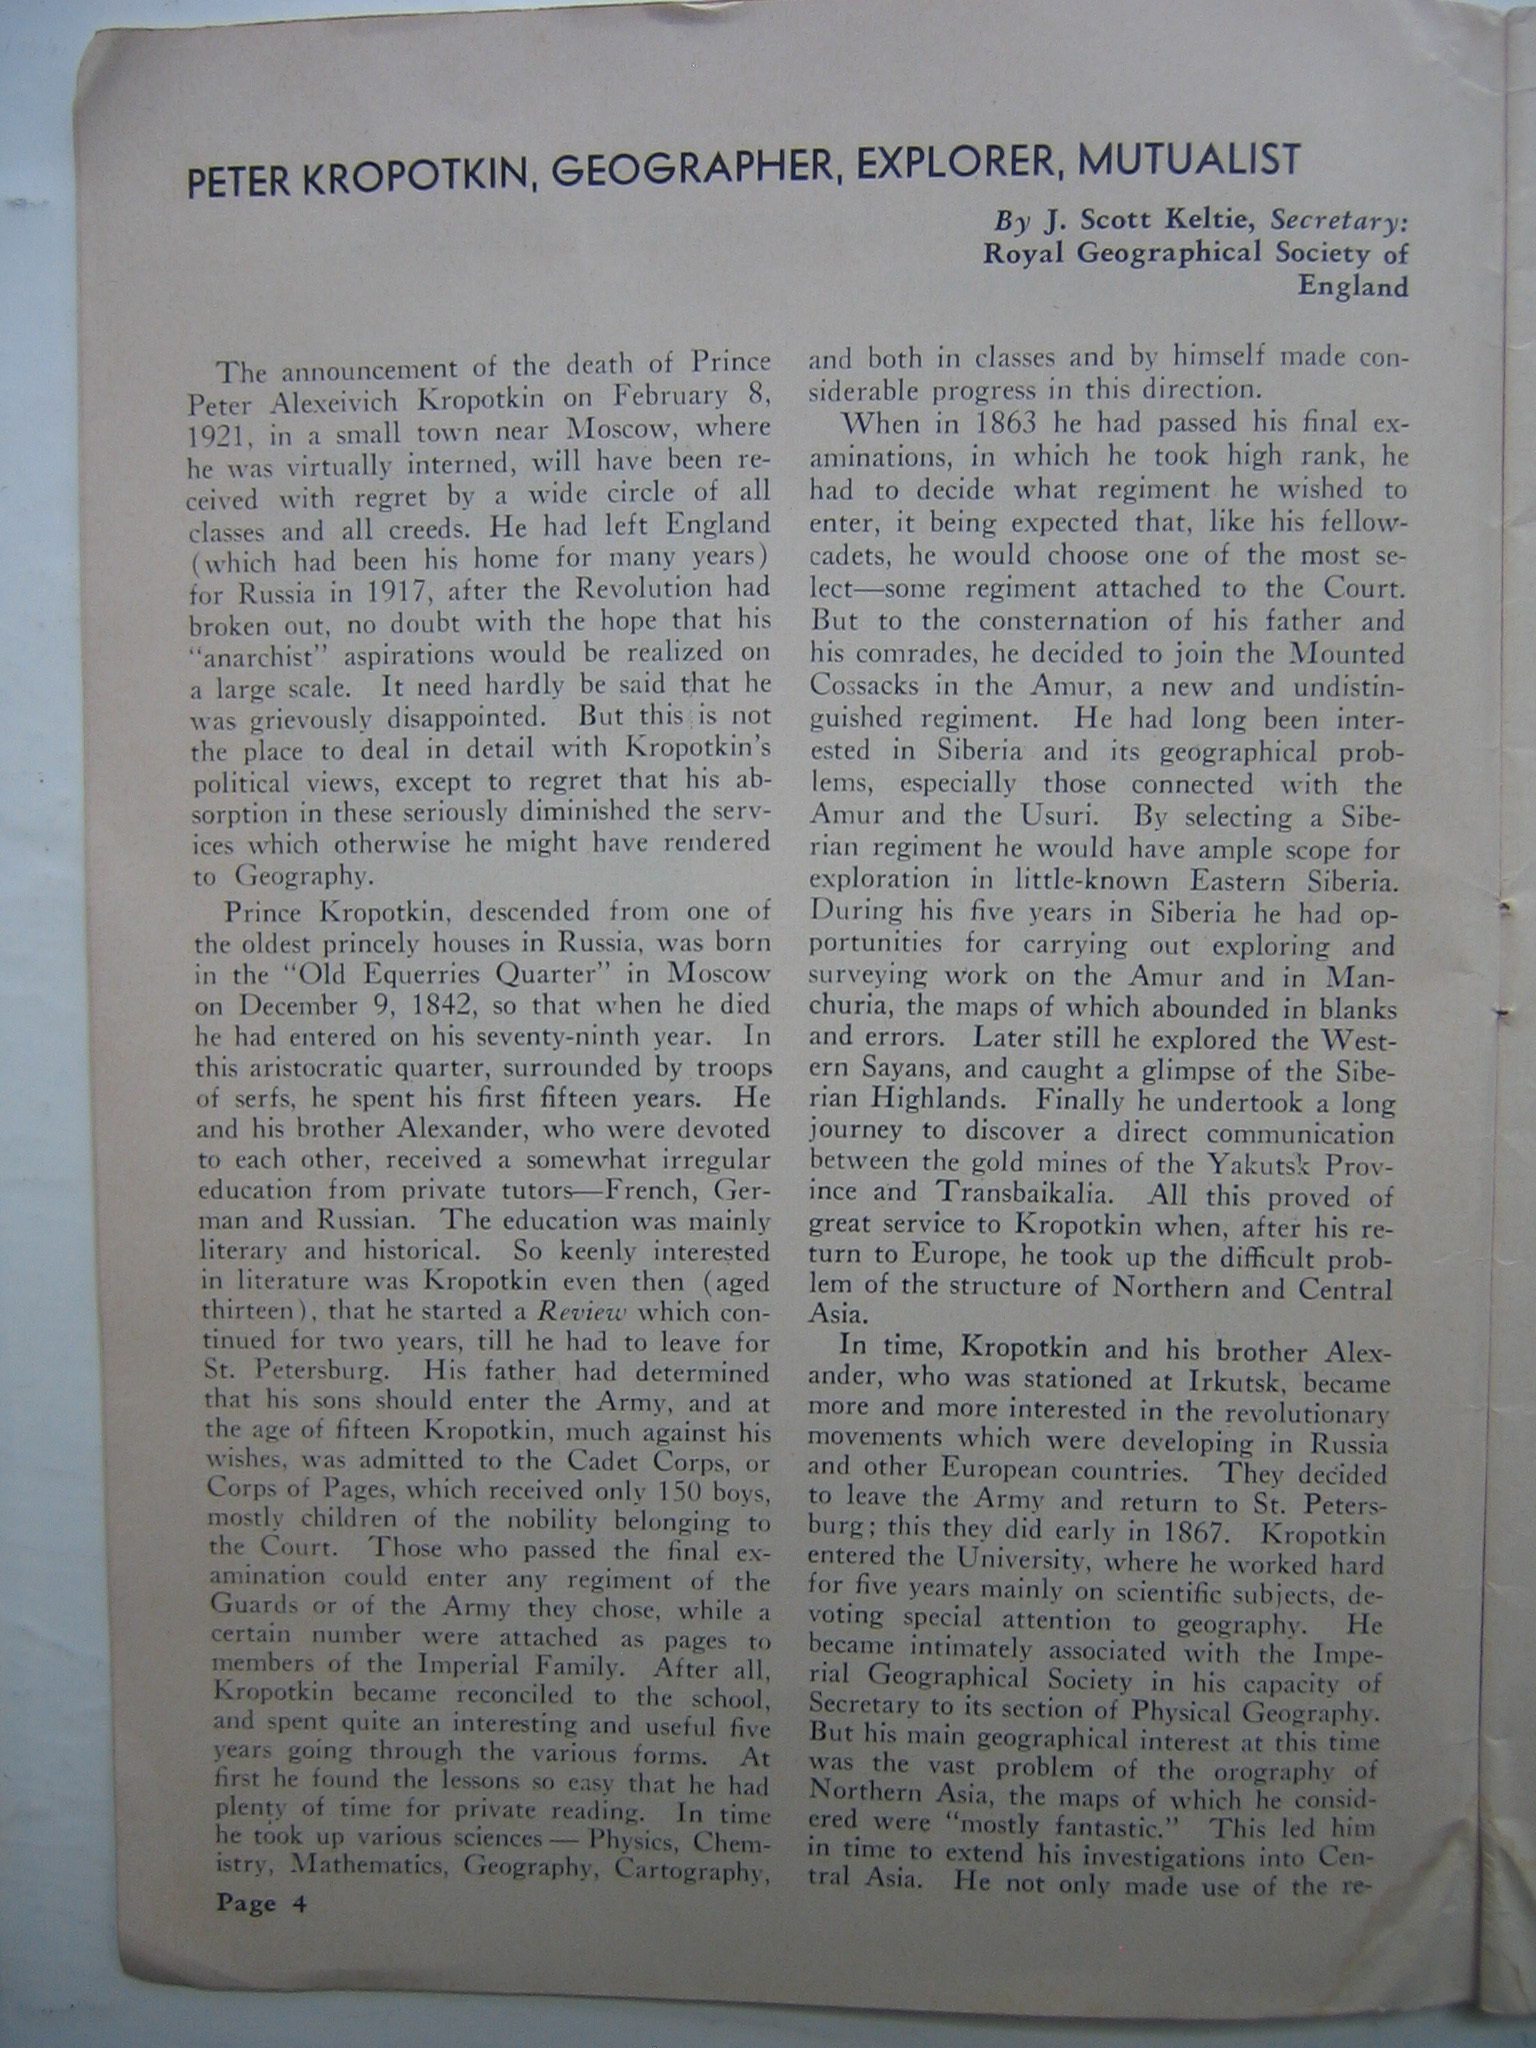 PETER KROPOTKIN, GEOGRAPHER, EXPLORER, MUTUALIST
By J. Scott Keltie, Secretary:
Royal Geographical Society of
England
The announcement of the death of Prince
Peter Alexeivich Kropotkin on February 8,
1921, in a small town near Moscow, where
he was virtually interned, will have been re-
ceived with regret by a wide circle of all
classes and all creeds. He had left England
(which had been his home for many years)
for Russia in 1917, after the Revolution had
broken out, no doubt with the hope that his
"anarchist" aspirations would be realized on
a large scale. It need hardly be said that he
was grievously disappointed. But this is not
the place to deal in detail with Kropotkin's
political views, except to regret that his ab-
sorption in these seriously diminished the serv-
ices which otherwise he might have rendered
to Geography.
Prince Kropotkin, descended from one of
the oldest princely houses in Russia, was born
in the "Old Equerries Quarter" in Moscow
on December 9, 1842, so that when he died
he had entered on his seventy-ninth year. In
this aristocratic quarter, surrounded by troops
of serfs, he spent his first fifteen years. He
and his brother Alexander, who were devoted
to each other, received a somewhat irregular
education from private tutors—French, Ger-
man and Russian. The education was mainly
literary and historical. So keenly interested
in literature was Kropotkin even then (aged
thirteen), that he started a Review which con-
tinued for two years, till he had to leave for
St. Petersburg. His father had determined
that his sons should enter the Army, and at
the age of fifteen Kropotkin, much against his
wishes, was admitted to the Cadet Corps, or
Corps of Pages, which received only 150 boys,
mostly children of the nobility belonging to
the Court. Those who passed the final ex-
amination could enter any regiment of the
Guards or of the Army they chose, while a
certain number were attached as pages to
members of the Imperial Family. After all,
Kropotkin became reconciled to the school,
and spent quite an interesting and useful five
years going through the various forms. At
first he found the lessons so easy that he had
plenty of time for private reading. In time
he took up various sciences — Physics, Chem-
istry, Mathematics, Geography, Cartography,
Page 4
and both in classes and by himself made con-
siderable progress in this direction.
When in 1863 he had passed his final ex-
aminations, in which he took high rank, he
had to decide what regiment he wished to
enter, it being expected that, like his fellow-
cadets, he would choose one of the most se-
lect—some regiment attached to the Court.
But to the consternation of his father and
his comrades, he decided to join the Mounted
Cossacks in the Amur, a new and undistin-
guished regiment. He had long been inter-
ested in Siberia and its geographical prob-
lems, especially those connected with the
Amur and the Usuri. By selecting a Sibe-
rian regiment he would have ample scope for
exploration in little-known Eastern Siberia.
During his five years in Siberia he had op-
portunities for carrying out exploring and
surveying work on the Amur and in Man-
churia, the maps of which abounded in blanks
and errors. Later still he explored the West-
ern Sayans, and caught a glimpse of the Sibe-
rian Highlands. Finally he undertook a long
journey to discover a direct communication
between the gold mines of the Yakutsk Prov-
ince and Transbaikalia. All this proved of
great service to Kropotkin when, after his re-
turn to Europe, he took up the difficult prob-
lem of the structure of Northern and Central
Asia.
In time, Kropotkin and his brother Alex-
ander, who was stationed at Irkutsk, became
more and more interested in the revolutionary
movements which were developing in Russia
and other European countries. They decided
to leave the Army and return to St. Peters-
burg; this they did early in 1867. Kropotkin
entered the University, where he worked hard
for five years mainly on scientific subjects, de-
voting special attention to geography. He
became intimately associated with the Impe-
rial Geographical Society in his capacity of
Secretary to its section of Physical Geography.
But his main geographical interest at this time
was the vast problem of the orography of
Northern Asia, the maps of which he consid-
ered were "mostly fantastic." This led him
in time to extend his investigations into Cen-
tral Asia. He not only made use of the re-